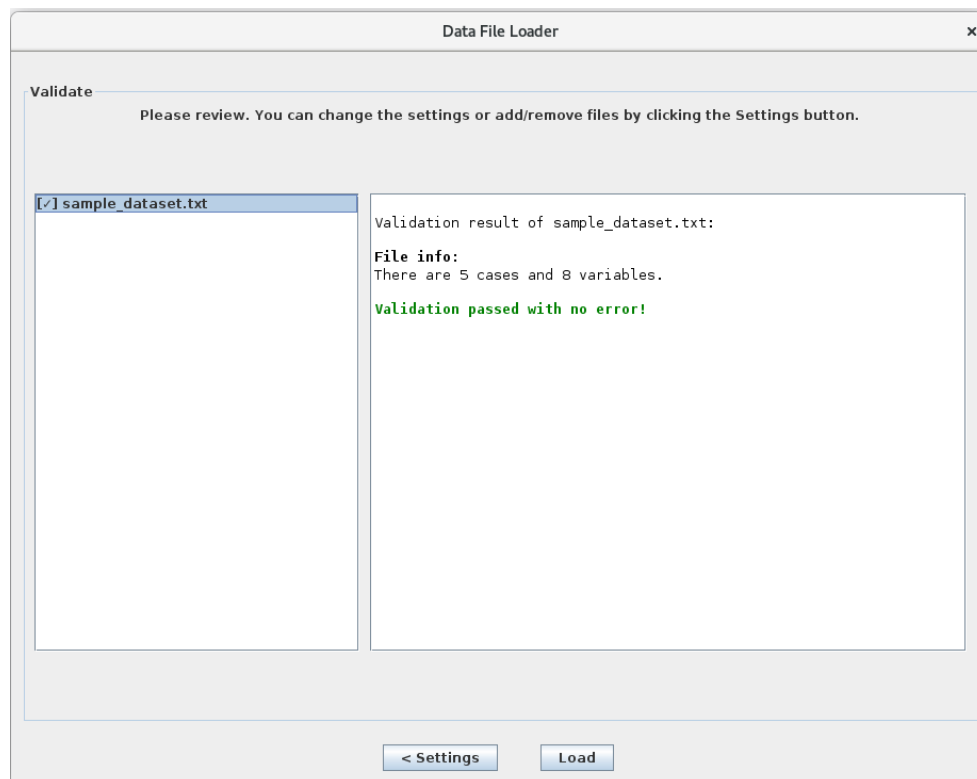 Data File Loader
×
Validate
Please review. You can change the settings or add/remove files by clicking the Settings button.
[✓] sample_dataset.txt
Validation result of sample_dataset.txt:
File info:
There are 5 cases and 8 variables.
Validation passed with no error!
< Settings
Load